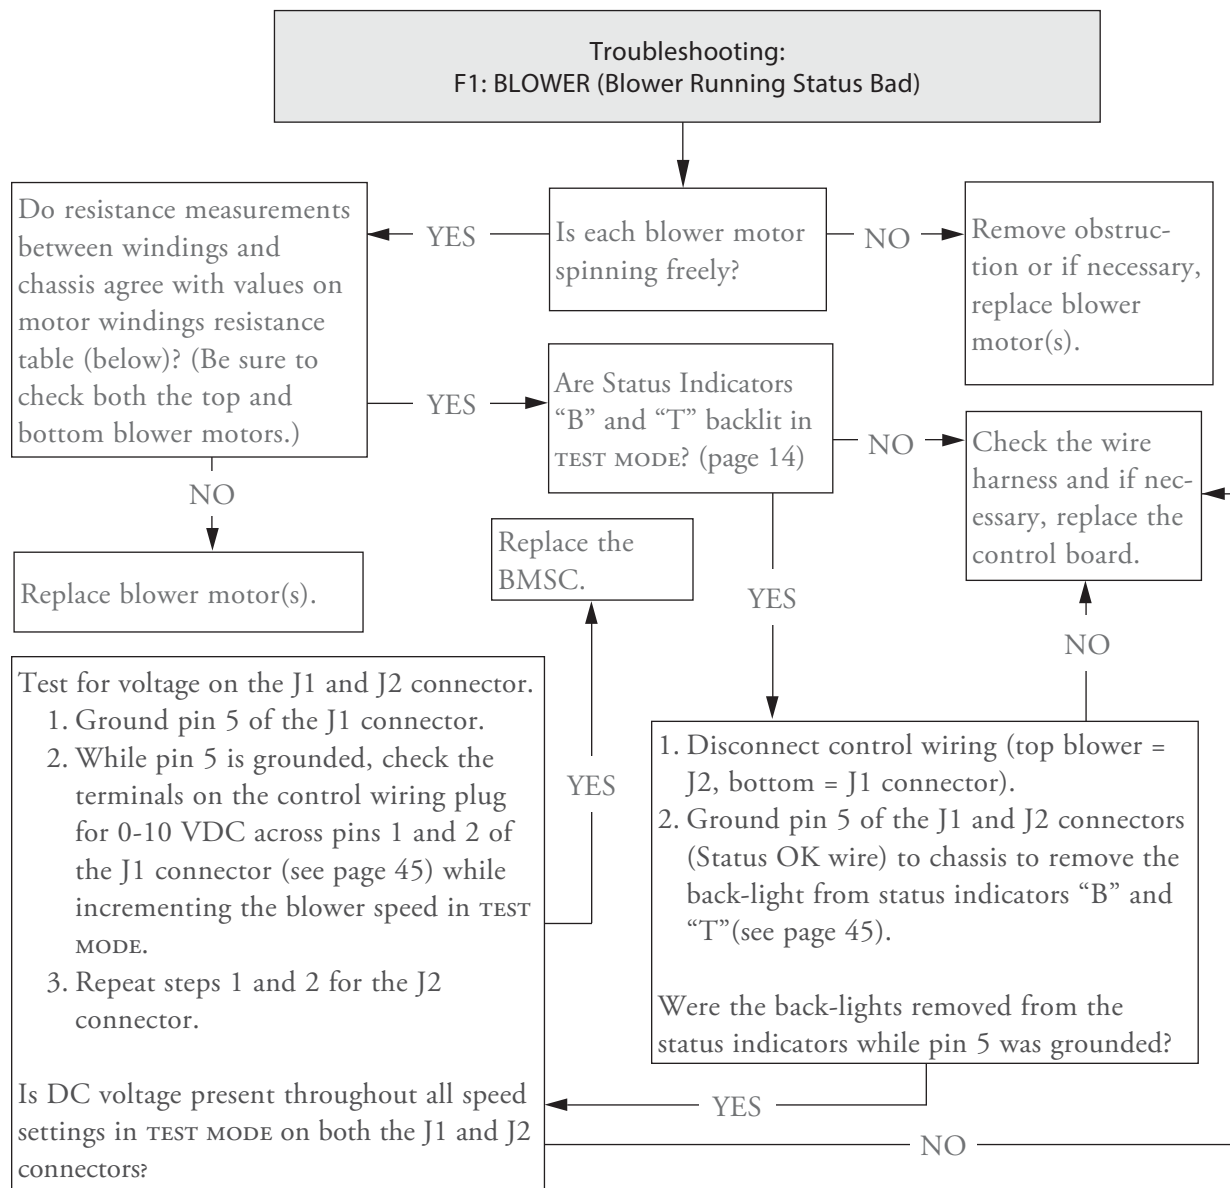 Troubleshooting:
F1: BLOWER (Blower Running Status Bad)
Do resistance measurements
between windings and
chassis agree with values on
motor windings resistance
table (below)? (Be sure to
check both the top and
bottom blower motors.)
YES
Is each blower motor
spinning freely?
NO
Remove obstruc-
tion or if necessary,
replace blower
motor(s).
YES
Are Status Indicators
“B” and “T” backlit in
TEST MODE? (page 14)
NO
Check the wire
harness and if nec-
essary, replace the
control board.
NO
Replace blower motor(s).
Replace the
BMSC.
YES
NO
Test for voltage on the J1 and J2 connector.
1. Ground pin 5 of the J1 connector.
2. While pin 5 is grounded, check the
terminals on the control wiring plug
for 0-10 VDC across pins 1 and 2 of
the J1 connector (see page 45) while
incrementing the blower speed in TEST
MODE.
3. Repeat steps 1 and 2 for the J2
connector.
Is DC voltage present throughout all speed
settings in TEST MODE on both the J1 and J2
connectors?
YES
1. Disconnect control wiring (top blower =
J2, bottom = J1 connector).
2. Ground pin 5 of the J1 and J2 connectors
(Status OK wire) to chassis to remove the
back-light from status indicators “B” and
“T”(see page 45).
Were the back-lights removed from the
status indicators while pin 5 was grounded?
YES
NO